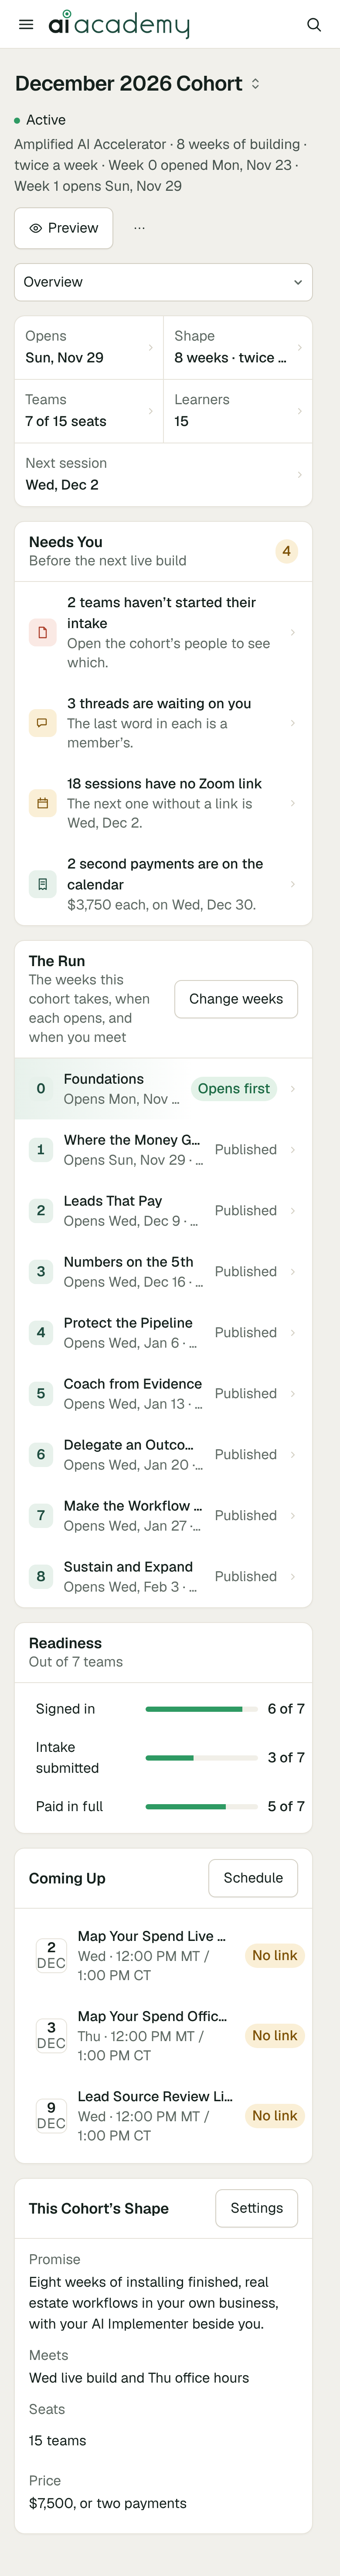 ai academy
December 2026 Cohort
Active
Amplified AI Accelerator · 8 weeks of building ·
twice a week · Week 0 opened Mon, Nov 23 ·
Week 1 opens Sun, Nov 29
Preview
...
Overview
Opens
Sun, Nov 29
Shape
8 weeks · twice ...
Teams
7 of 15 seats
Learners
15
Next session
Wed, Dec 2
Needs You
Before the next live build
4
2 teams haven’t started their
intake
Open the cohort’s people to see
which.
3 threads are waiting on you
The last word in each is a
member’s.
18 sessions have no Zoom link
The next one without a link is
Wed, Dec 2.
2 second payments are on the
calendar
$3,750 each, on Wed, Dec 30.
The Run
The weeks this
cohort takes, when
each opens, and
when you meet
Change weeks
0
Foundations
Opens Mon, Nov ...
Opens first
1
Where the Money G...
Opens Sun, Nov 29 · ...
Published
2
Leads That Pay
Opens Wed, Dec 9 · ...
Published
3
Numbers on the 5th
Opens Wed, Dec 16 · ...
Published
4
Protect the Pipeline
Opens Wed, Jan 6 · ...
Published
5
Coach from Evidence
Opens Wed, Jan 13 · ...
Published
6
Delegate an Outco...
Opens Wed, Jan 20 ·...
Published
7
Make the Workflow ...
Opens Wed, Jan 27 ·...
Published
8
Sustain and Expand
Opens Wed, Feb 3 · ...
Published
Readiness
Out of 7 teams
Signed in
6 of 7
Intake
submitted
3 of 7
Paid in full
5 of 7
Coming Up
Schedule
2
DEC
Map Your Spend Live ...
Wed · 12:00 PM MT /
1:00 PM CT
No link
3
DEC
Map Your Spend Offic...
Thu · 12:00 PM MT /
1:00 PM CT
No link
9
DEC
Lead Source Review Li...
Wed · 12:00 PM MT /
1:00 PM CT
No link
This Cohort’s Shape
Settings
Promise
Eight weeks of installing finished, real
estate workflows in your own business,
with your AI Implementer beside you.
Meets
Wed live build and Thu office hours
Seats
15 teams
Price
$7,500, or two payments